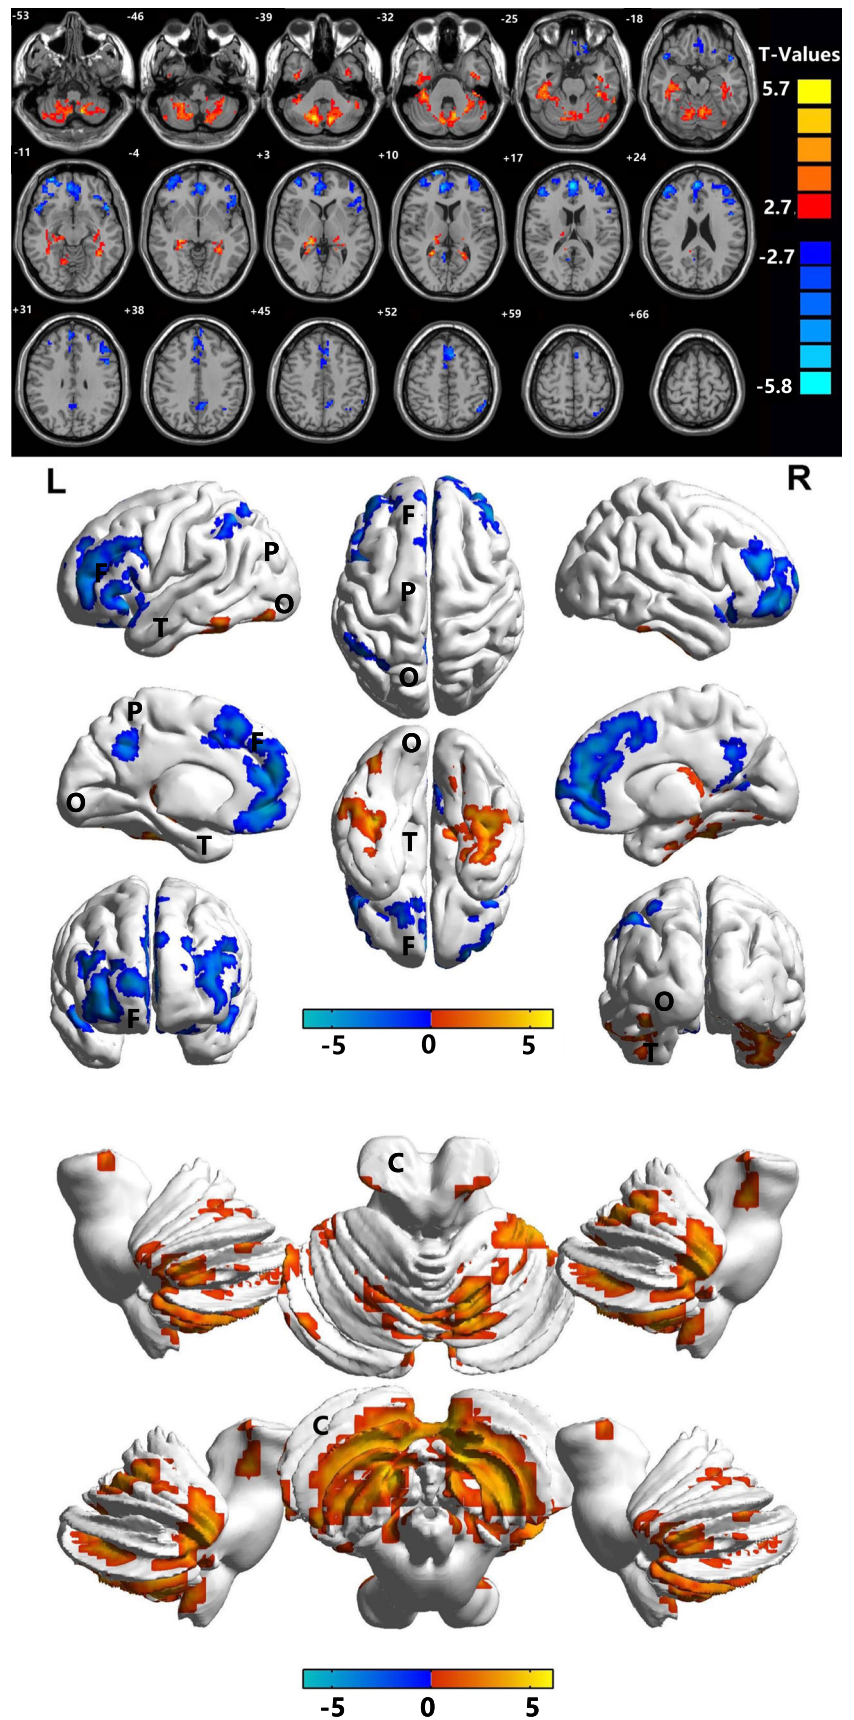 -53 -46 -39 -32 -25 -18
T-Values
5.7
-11 -4 +3 +10 +17 +24
2.7
-2.7
+31 +38 +45 +52 +59 +66
-5.8
L R
F
P
F
P
O
T
O
P
F
O
T
O
T
F
F
O
T
-5 0 5
C
C
-5 0 5